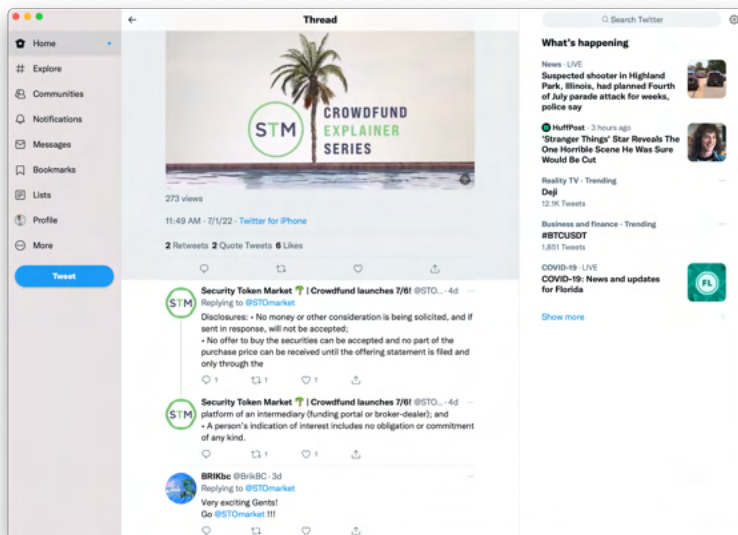 Thread
Search Twitter
Home
Explore
Communities
Notifications
Messages
Bookmarks
Lists
Profile
More
Tweet
STM
CROWDFUND
EXPLAINER
SERIES
273 views
11:49 AM · 7/1/22 · Twitter for iPhone
2 Retweets 2 Quote Tweets 6 Likes
STM
Security Token Market 🌴 | Crowdfund launches 7/6! @STO... · 4d
Replying to @STOmarket
Disclosures: • No money or other consideration is being solicited, and if
sent in response, will not be accepted;
• No offer to buy the securities can be accepted and no part of the
purchase price can be received until the offering statement is filed and
only through the
1 1 1
STM
Security Token Market 🌴 | Crowdfund launches 7/6! @STO... · 4d
platform of an intermediary (funding portal or broker-dealer); and
• A person's indication of interest includes no obligation or commitment
of any kind.
1 1
BRIKbc @BrikBC · 3d
Replying to @STOmarket
Very exciting Gents!
Go @STOmarket !!!
What's happening
News · LIVE
Suspected shooter in Highland
Park, Illinois, had planned Fourth
of July parade attack for weeks,
police say
HuffPost · 3 hours ago
'Stranger Things' Star Reveals The
One Horrible Scene He Was Sure
Would Be Cut
Reality TV · Trending
Deji
12.1K Tweets
Business and finance · Trending
#BTCUSDT
1,851 Tweets
COVID-19 · LIVE
COVID-19: News and updates
for Florida
FL
Show more